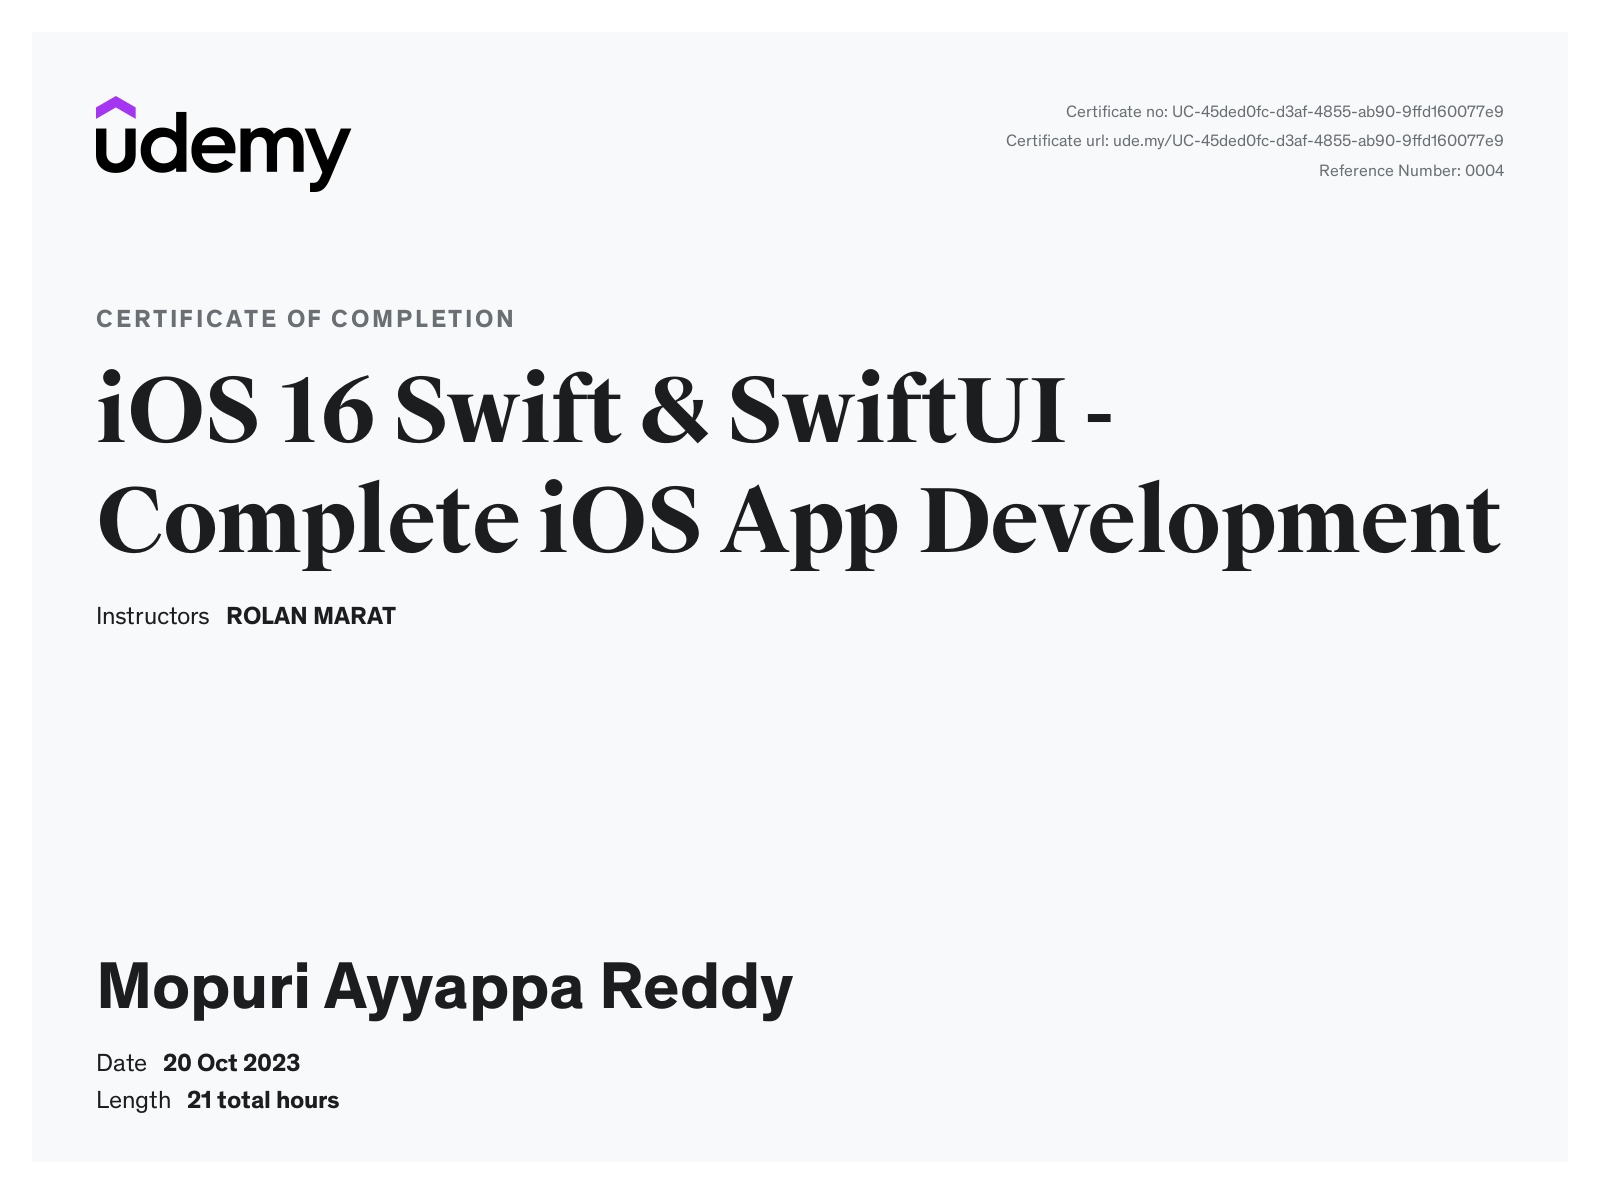 udemy
Certificate no: UC-45ded0fc-d3af-4855-ab90-9ffd160077e9
Certificate url: ude.my/UC-45ded0fc-d3af-4855-ab90-9ffd160077e9
Reference Number: 0004
CERTIFICATE OF COMPLETION
iOS 16 Swift & SwiftUI -
Complete iOS App Development
Instructors ROLAN MARAT
Mopuri Ayyappa Reddy
Date 20 Oct 2023
Length 21 total hours